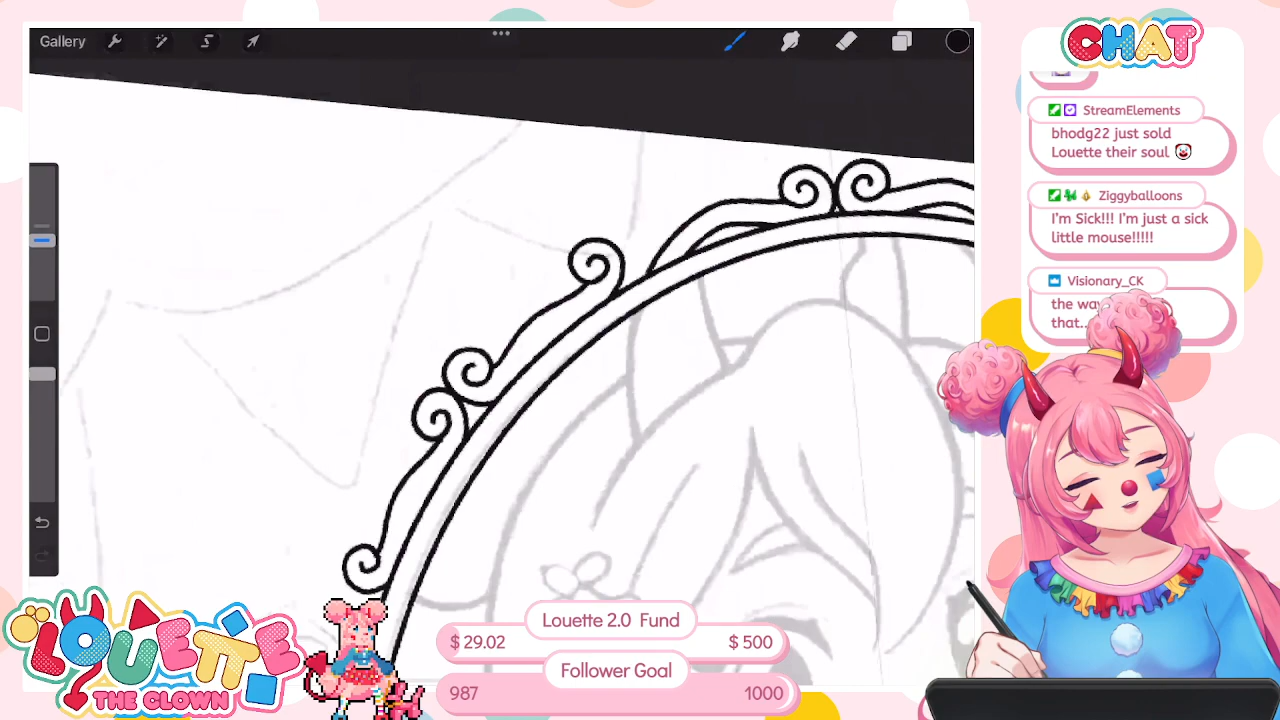 Gallery
CHAT
StreamElements
bhodg22 just sold
Louette their soul
Ziggyballoons
I'm Sick!!! I'm just a sick
little mouse!!!!!
Visionary_CK
the way
that..
LOUETTE
THE CLOWN
Louette 2.0 Fund
$ 29.02
$ 500
Follower Goal
987
1000